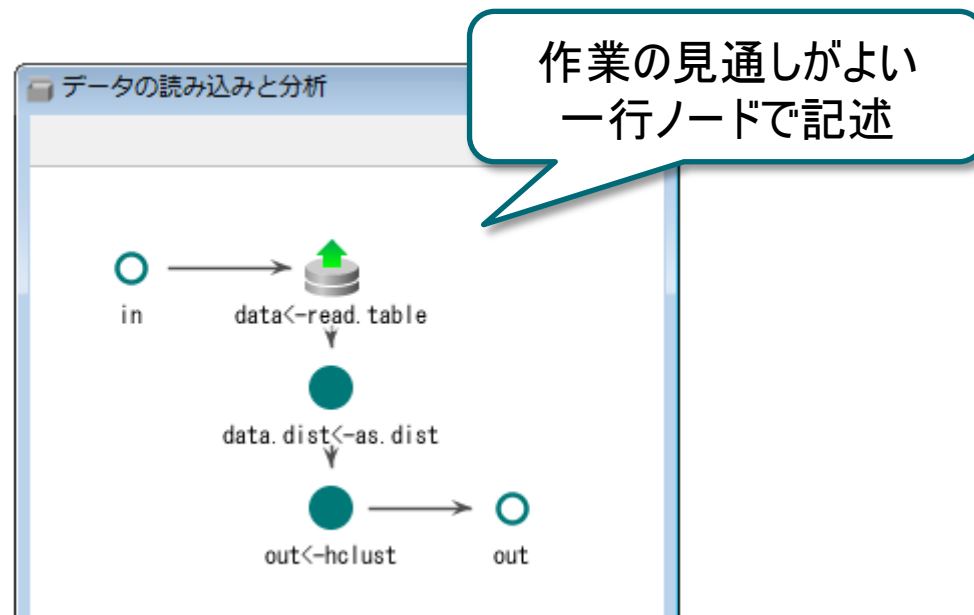 作業の見通しがよい
一行ノードで記述
データの読み込みと分析
in
data<-read.table
data.dist<-as.dist
out<-hclust
out